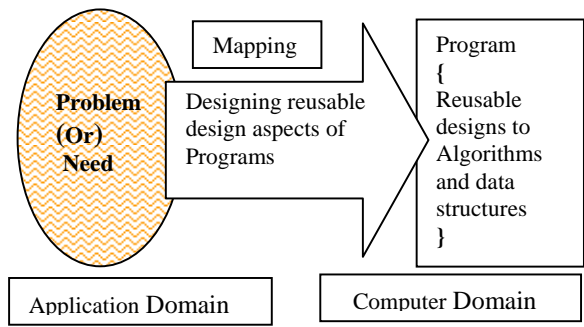 Mapping
Problem
(Or)
Need
Designing reusable
design aspects of
Programs
Program
{
Reusable
designs to
Algorithms
and data
structures
}
Application Domain
Computer Domain